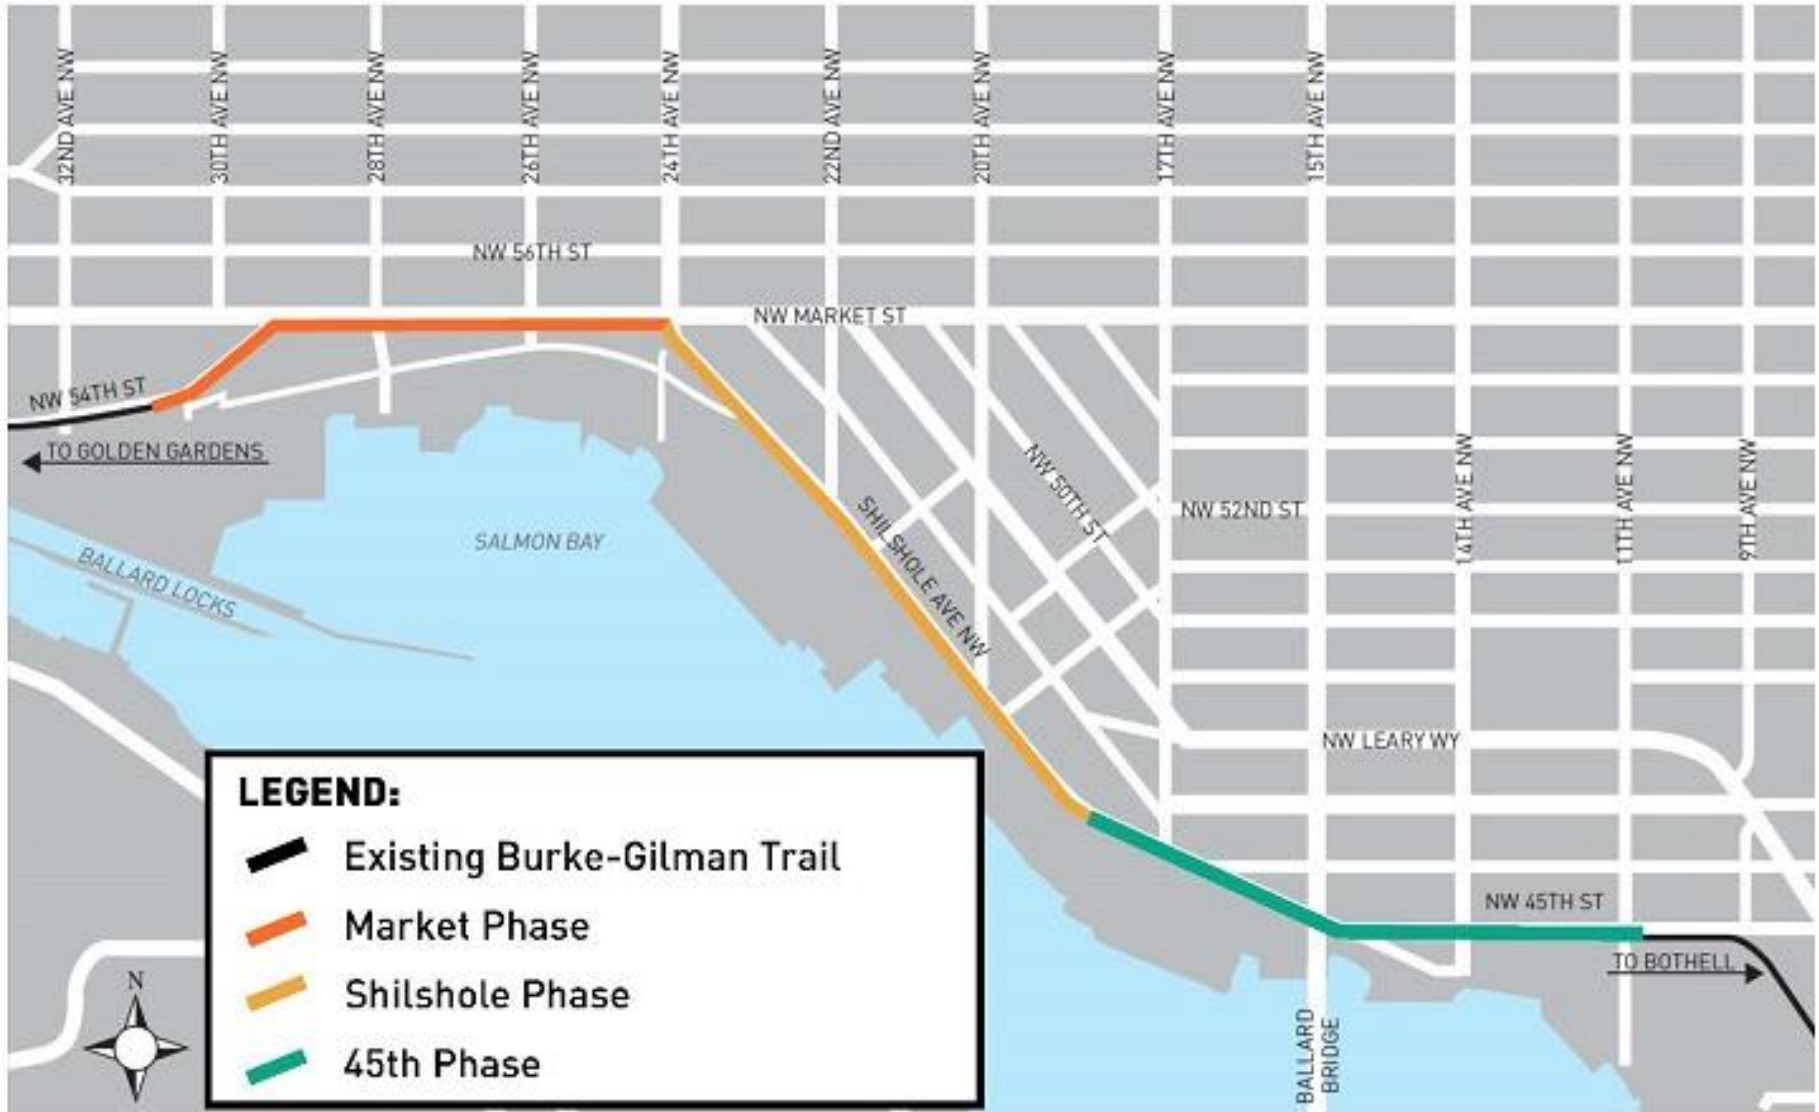 32ND AVE NW
30TH AVE NW
28TH AVE NW
26TH AVE NW
24TH AVE NW
22ND AVE NW
20TH AVE NW
17TH AVE NW
15TH AVE NW
NW 56TH ST
NW MARKET ST
NW 54TH ST
TO GOLDEN GARDENS
NW 50TH ST
NW 52ND ST
14TH AVE NW
11TH AVE NW
9TH AVE NW
SALMON BAY
SHILSHOLE AVE NW
BALLARD LOCKS
NW LEARY WY
NW 45TH ST
TO BOTHELL
BALLARD
BRIDGE
LEGEND:
Existing Burke-Gilman Trail
Market Phase
Shilshole Phase
45th Phase
N